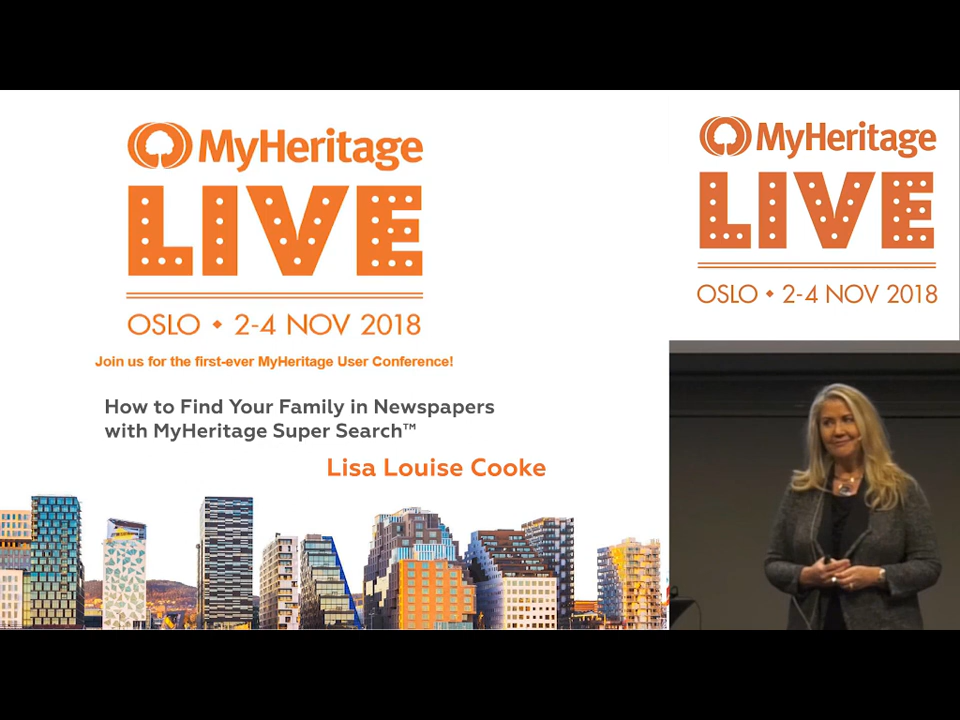 MyHeritage
LIVE
OSLO • 2-4 NOV 2018
Join us for the first-ever MyHeritage User Conference!
How to Find Your Family in Newspapers
with MyHeritage Super Search™
Lisa Louise Cooke
MyHeritage
LIVE
OSLO • 2-4 NOV 2018